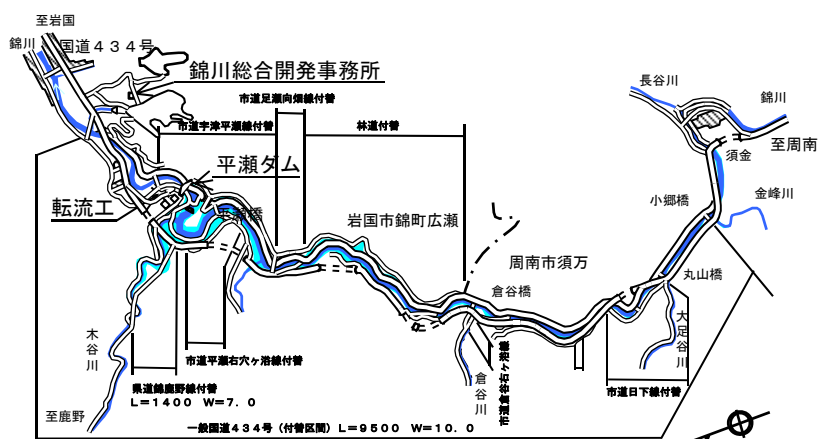 至岩国
錦川
国道434号
錦川総合開発事務所
市道足瀬向畑線付替
市道宇津平瀬線付替
林道付替
長谷川
錦川
至周南
須金
平瀬ダム
転流工
平瀬橋
小郷橋
金峰川
岩国市錦町広瀬
周南市須万
倉谷橋
丸山橋
木谷川
大足谷川
市道平瀬右穴ヶ浴線付替
倉谷川
市道倉谷右ヶ浴線
市道日下線付替
県道錦鹿野線付替
L=1400 W=7.0
至鹿野
一般国道434号(付替区間)L=9500 W=10.0